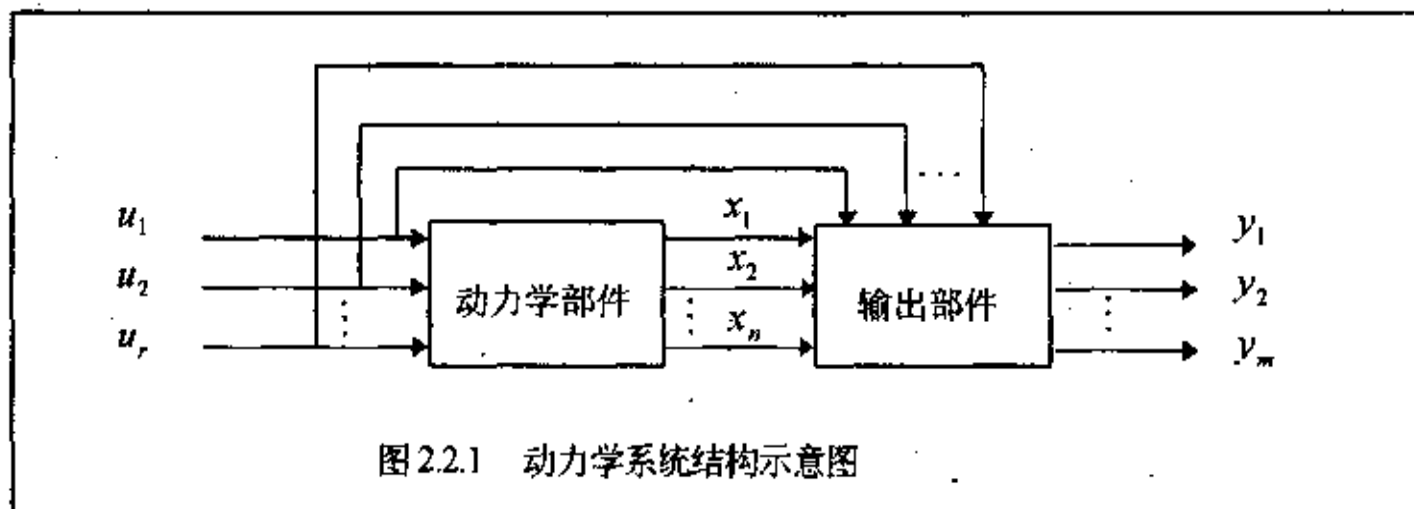 u₁ x₁ y₁
u₂ 动力学部件 x₂ 输出部件 y₂
uᵣ xₙ yₘ
图 2.2.1 动力学系统结构示意图